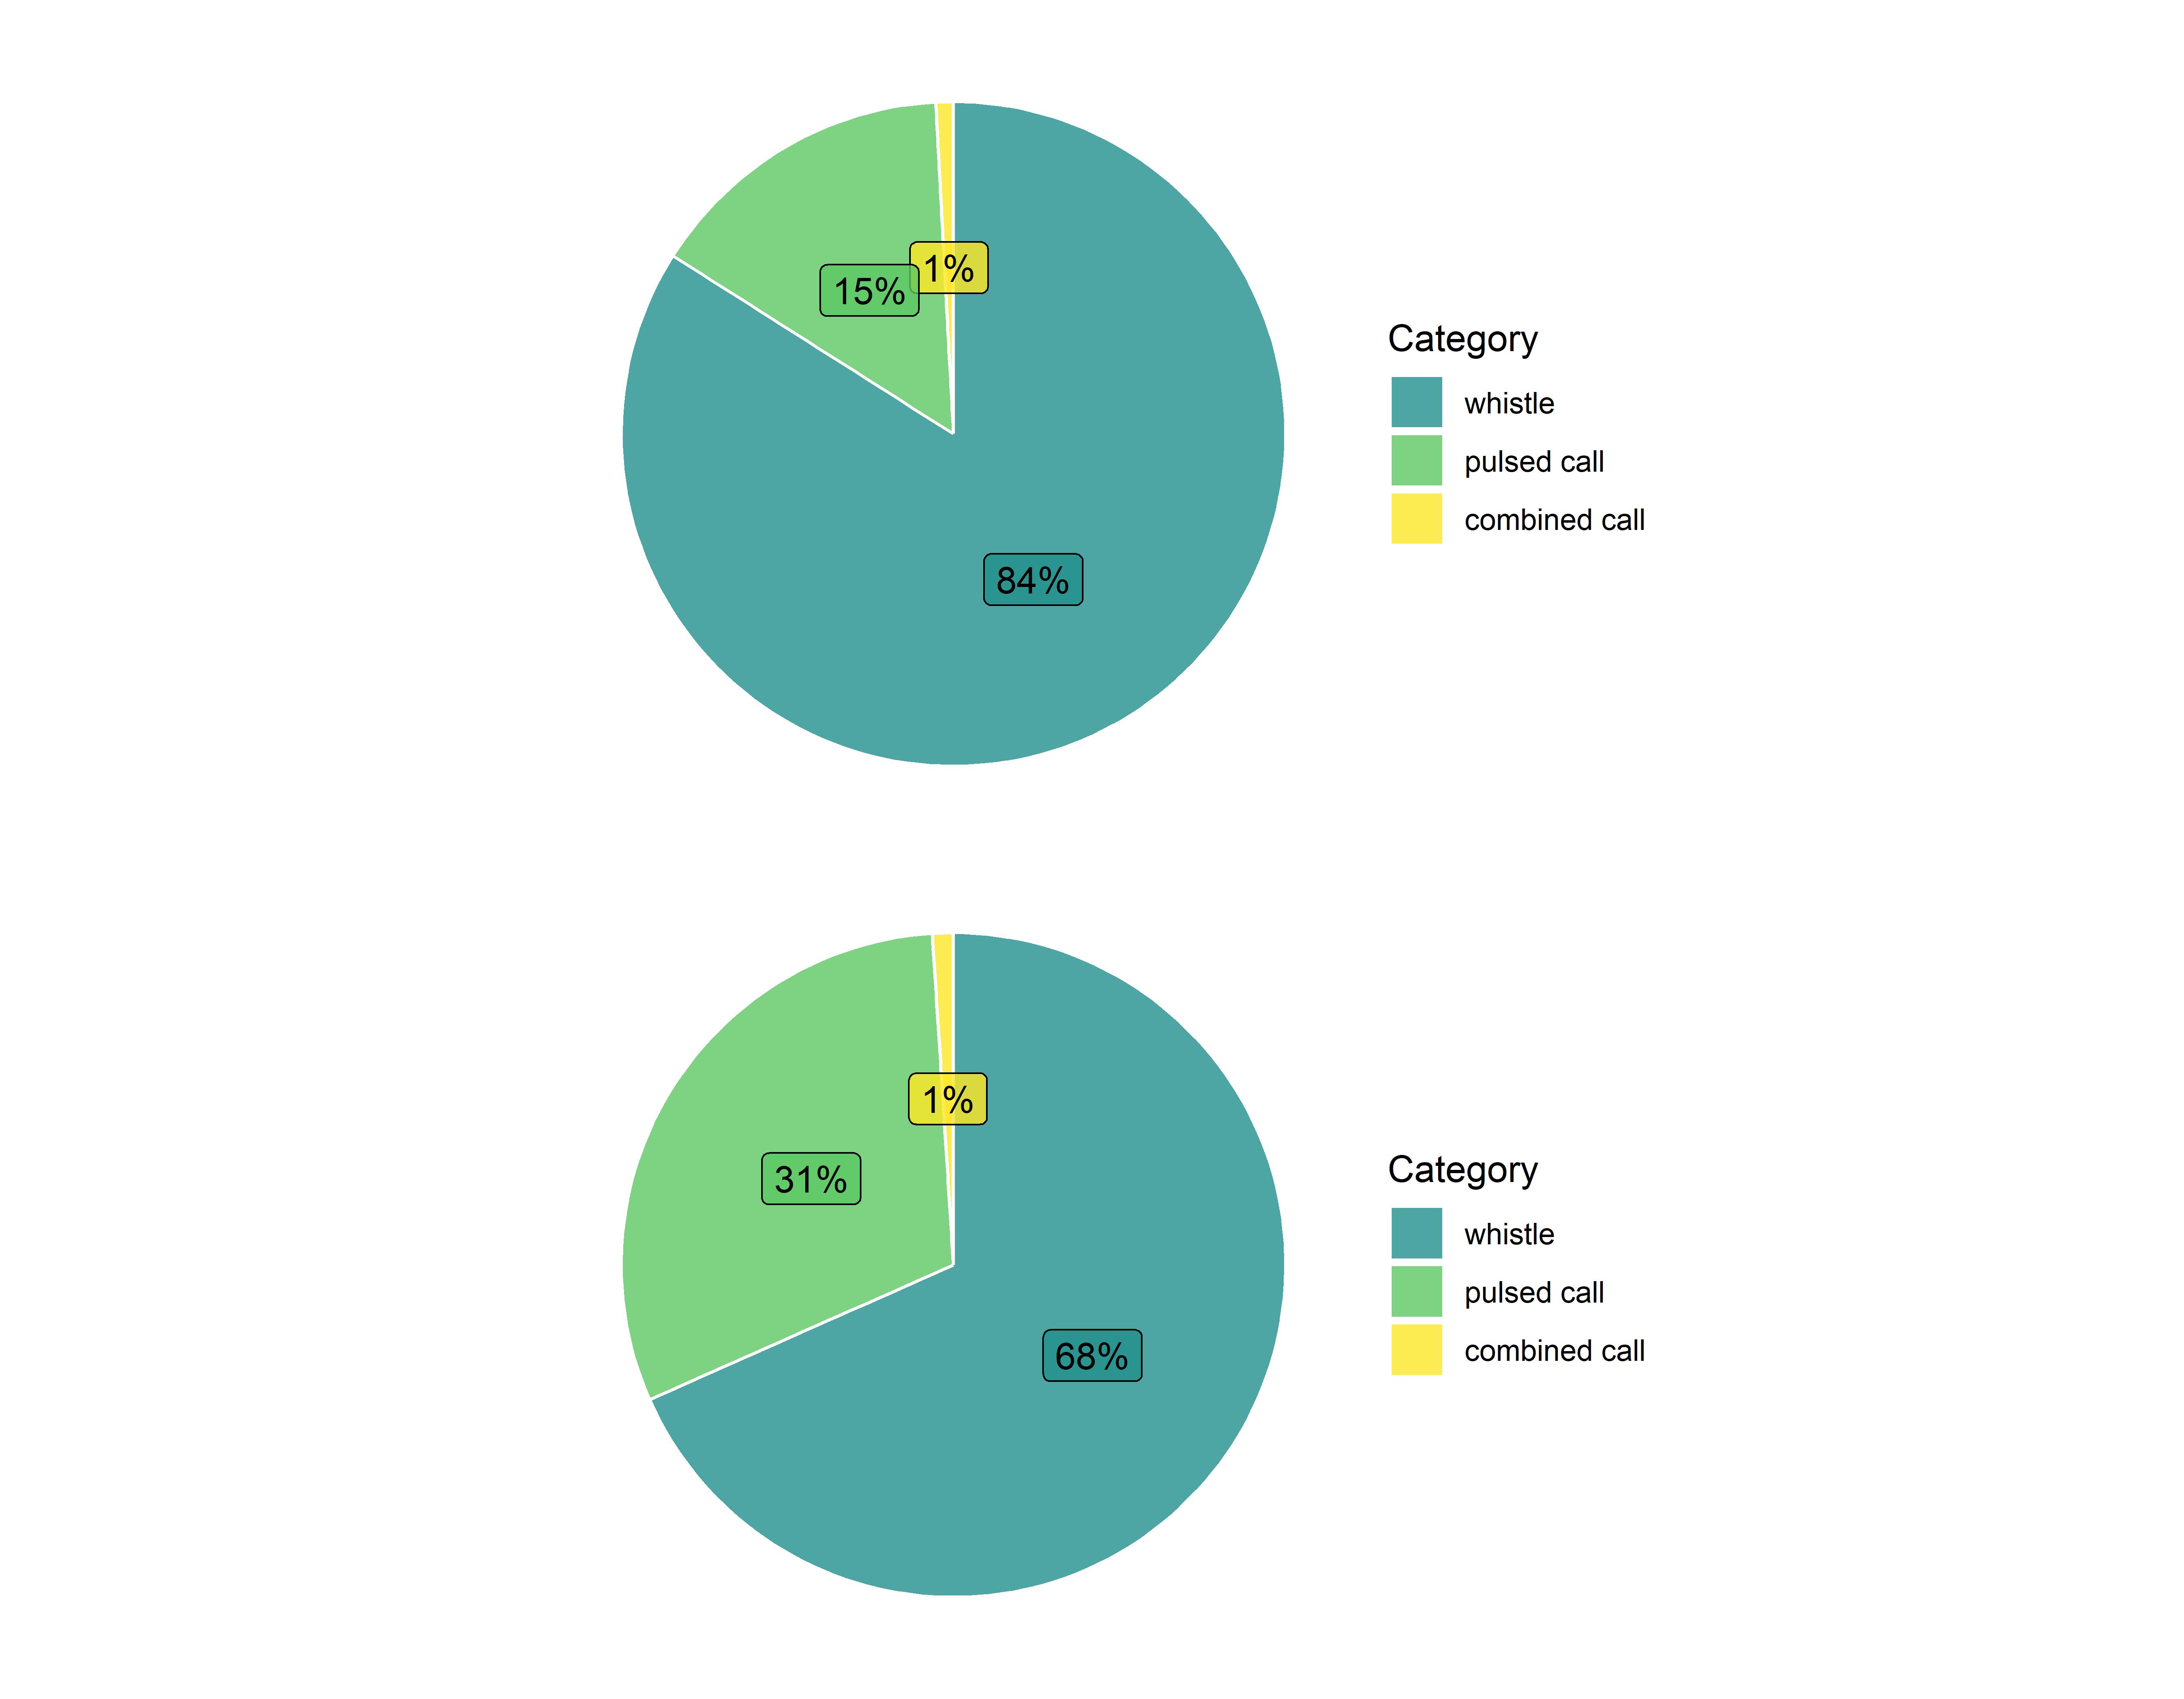 1%
15%
84%
Category
whistle
pulsed call
combined call
1%
31%
68%
Category
whistle
pulsed call
combined call